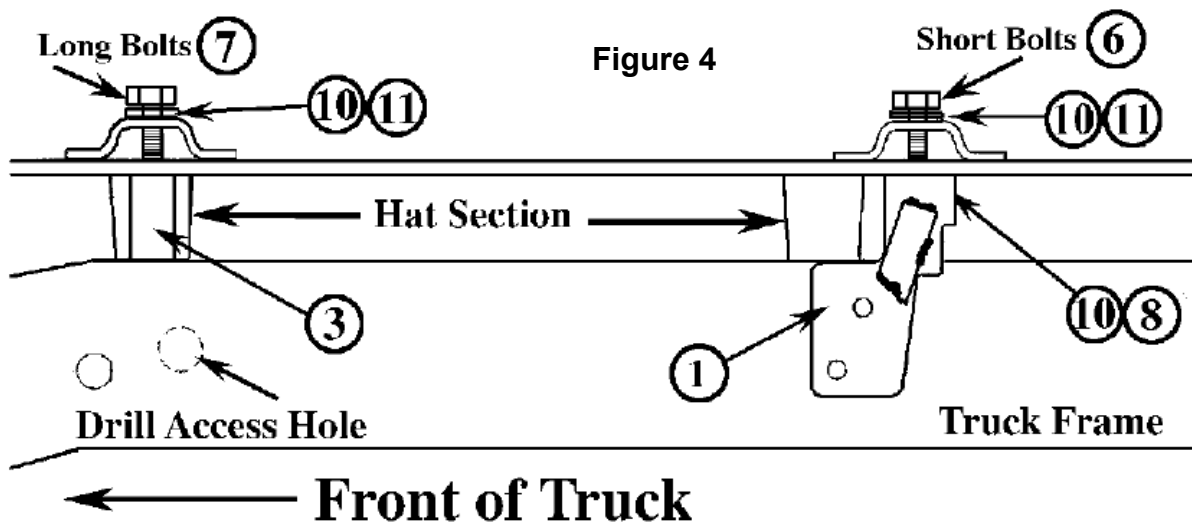 Long Bolts 7
Figure 4
Short Bolts 6
10 11
10 11
Hat Section
3
10 8
1
Drill Access Hole
Truck Frame
Front of Truck